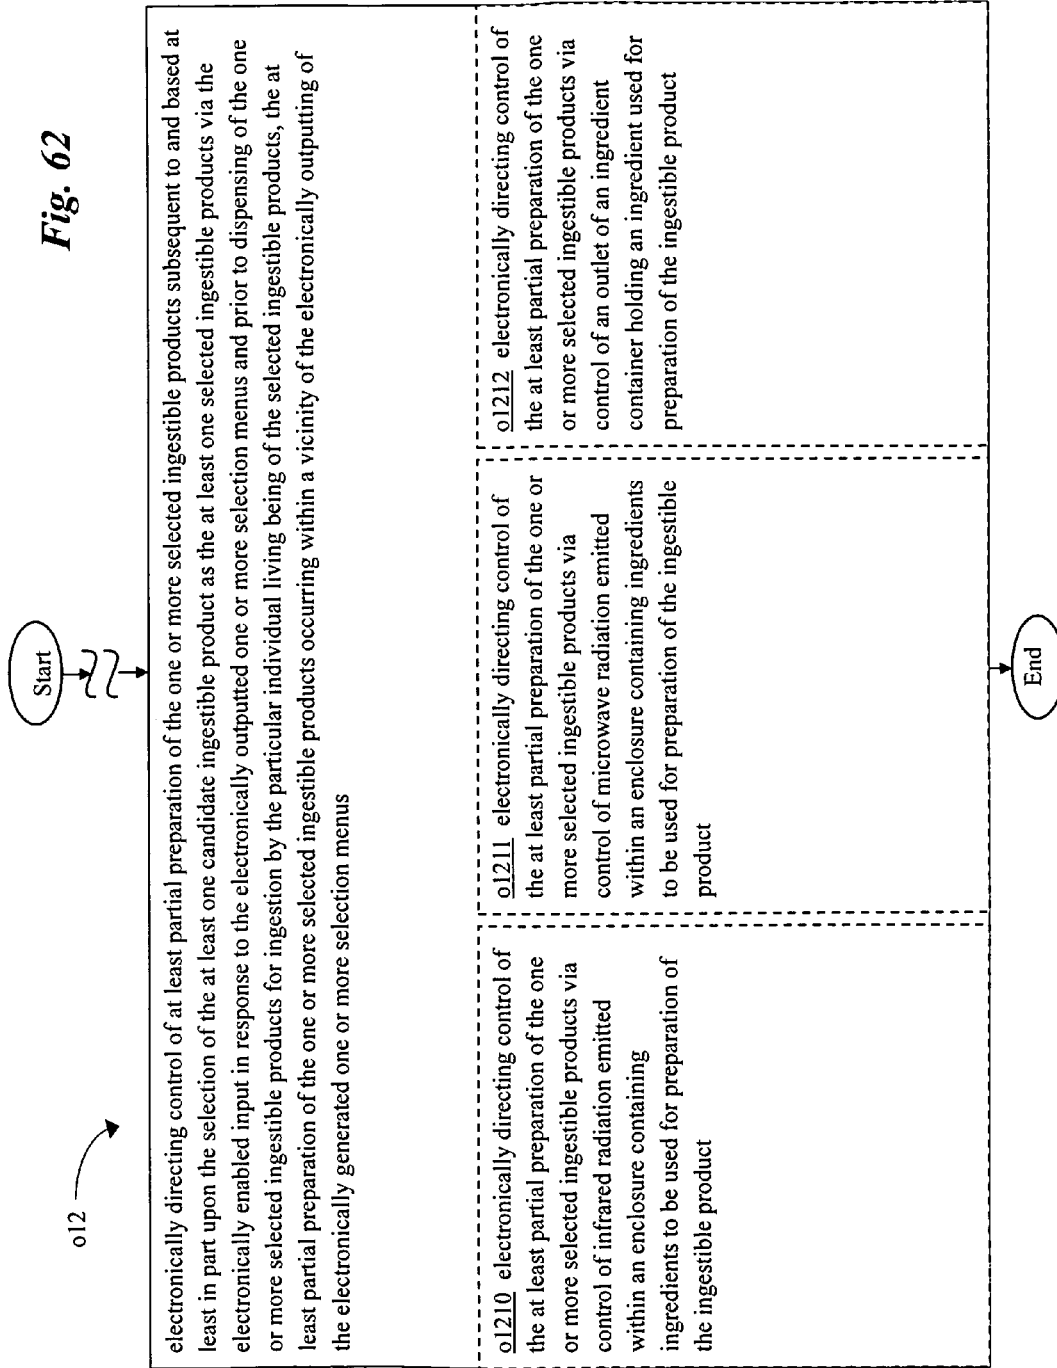 Fig. 62
o12
Start
electronically directing control of at least partial preparation of the one or more selected ingestible products subsequent to and based at
least in part upon the selection of the at least one candidate ingestible product as the at least one selected ingestible products via the
electronically enabled input in response to the electronically outputted one or more selection menus and prior to dispensing of the one
or more selected ingestible products for ingestion by the particular individual living being of the selected ingestible products, the at
least partial preparation of the one or more selected ingestible products occurring within a vicinity of the electronically outputting of
the electronically generated one or more selection menus
o1210 electronically directing control of
the at least partial preparation of the one
or more selected ingestible products via
control of infrared radiation emitted
within an enclosure containing
ingredients to be used for preparation of
the ingestible product
o1211 electronically directing control of
the at least partial preparation of the one or
more selected ingestible products via
control of microwave radiation emitted
within an enclosure containing ingredients
to be used for preparation of the ingestible
product
o1212 electronically directing control of
the at least partial preparation of the one
or more selected ingestible products via
control of an outlet of an ingredient
container holding an ingredient used for
preparation of the ingestible product
End